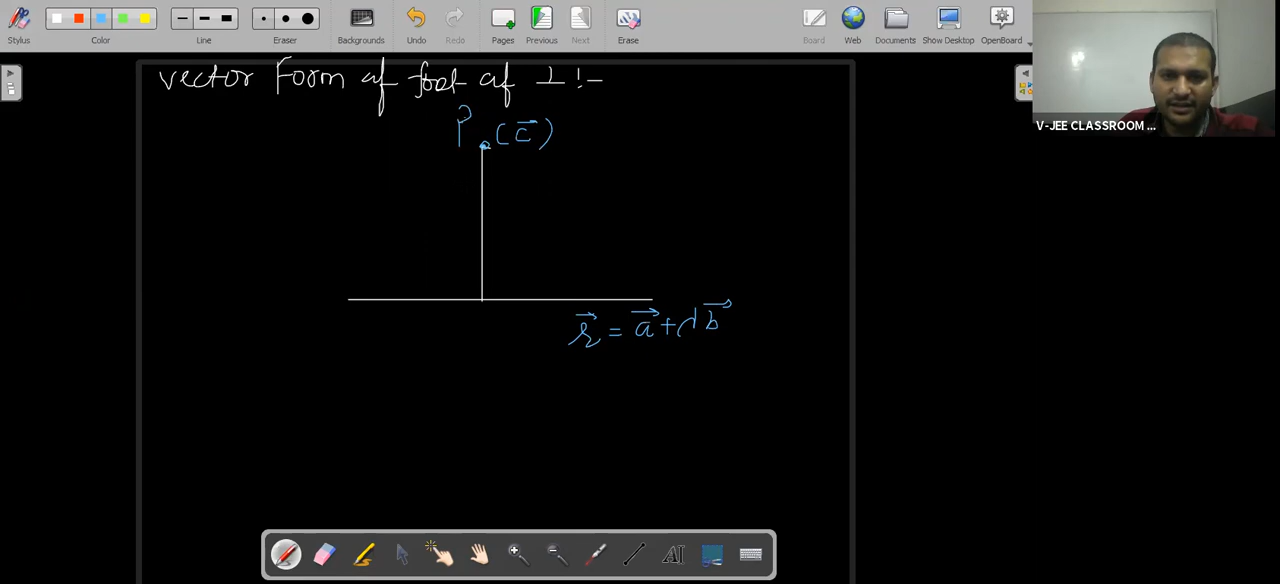 Stylus
Color
Line
Eraser
Backgrounds
Undo
Redo
Pages
Previous
Next
Erase
Board
Web
Documents
Show Desktop
OpenBoard
V-JEE CLASSROOM ...
vector Form of foot of ⊥ :-
P (c⃗)
r⃗ = a⃗ + λb⃗
AI